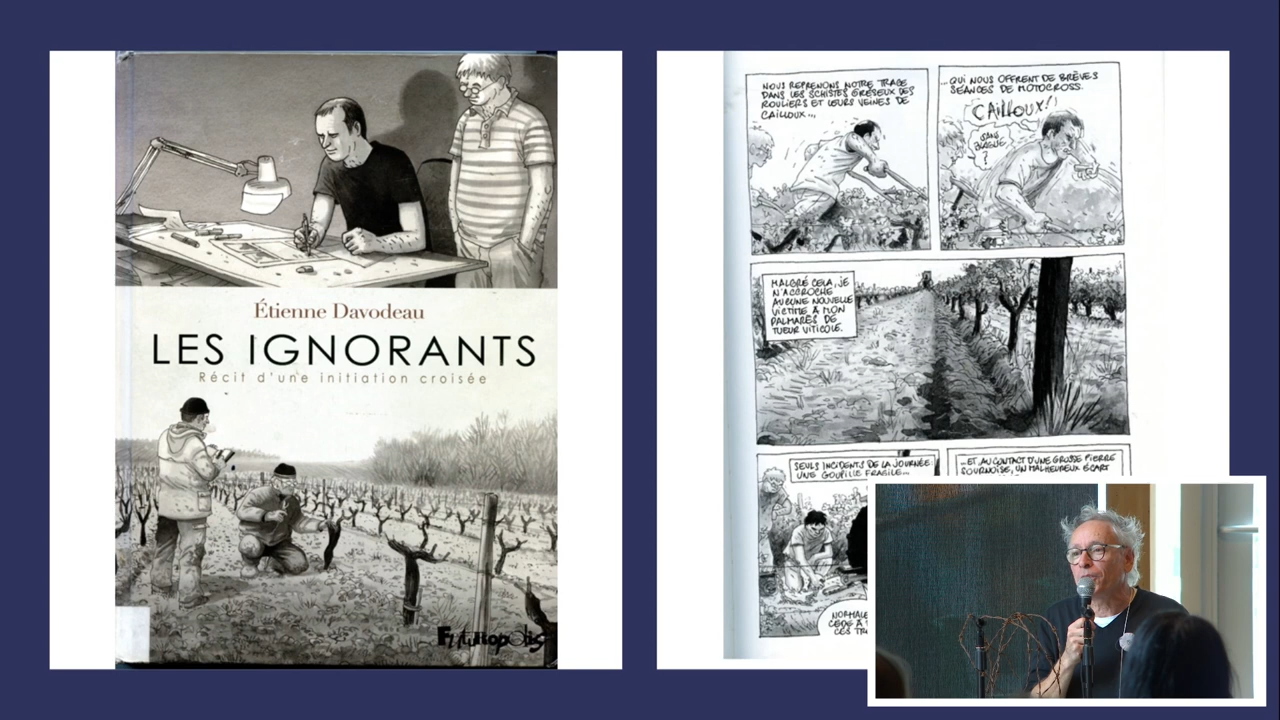 Étienne Davodeau
LES IGNORANTS
Récit d'une initiation croisée
Futuropolis
NOUS REPRENONS NOTRE TRACE
DANS LES SCHISTES GRÉSEUX DES
ROULIERS ET LEURS VEINES DE
CAILLOUX...
...QUI NOUS OFFRENT DE BRÈVES
SÉANCES DE MOTOCROSS.
CAILLOUX!
SANS
BLAGUE
?
MALGRÉ CELA, JE
N'ACCROCHE
AUCUNE NOUVELLE
VICTIME À MON
PALMARÈS DE
TUEUR VITICOLE.
SEULS INCIDENTS DE LA JOURNÉE:
UNE GOUPILLE FRAGILE...
...ET AU CONTACT D'UNE GROSSE PIERRE
SOURNOISE, UN MALHEUREUX ÉCART